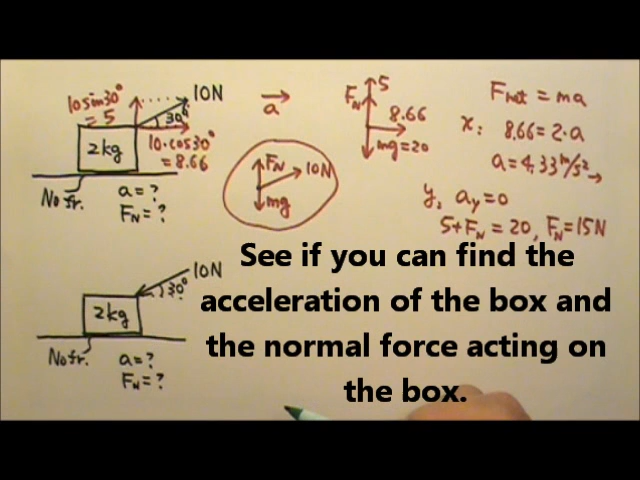 10sin30°
= 5
10N
30°
2kg
10·cos30°
= 8.66
No fr.
a = ?
F_N = ?
a
F_N
10N
mg
5
F_N
8.66
mg = 20
F_net = ma
x: 8.66 = 2·a
a = 4.33 m/s²
y, a_y = 0
5 + F_N = 20, F_N = 15N
10N
30°
2kg
No fr.
a = ?
F_N = ?
See if you can find the
acceleration of the box and
the normal force acting on
the box.